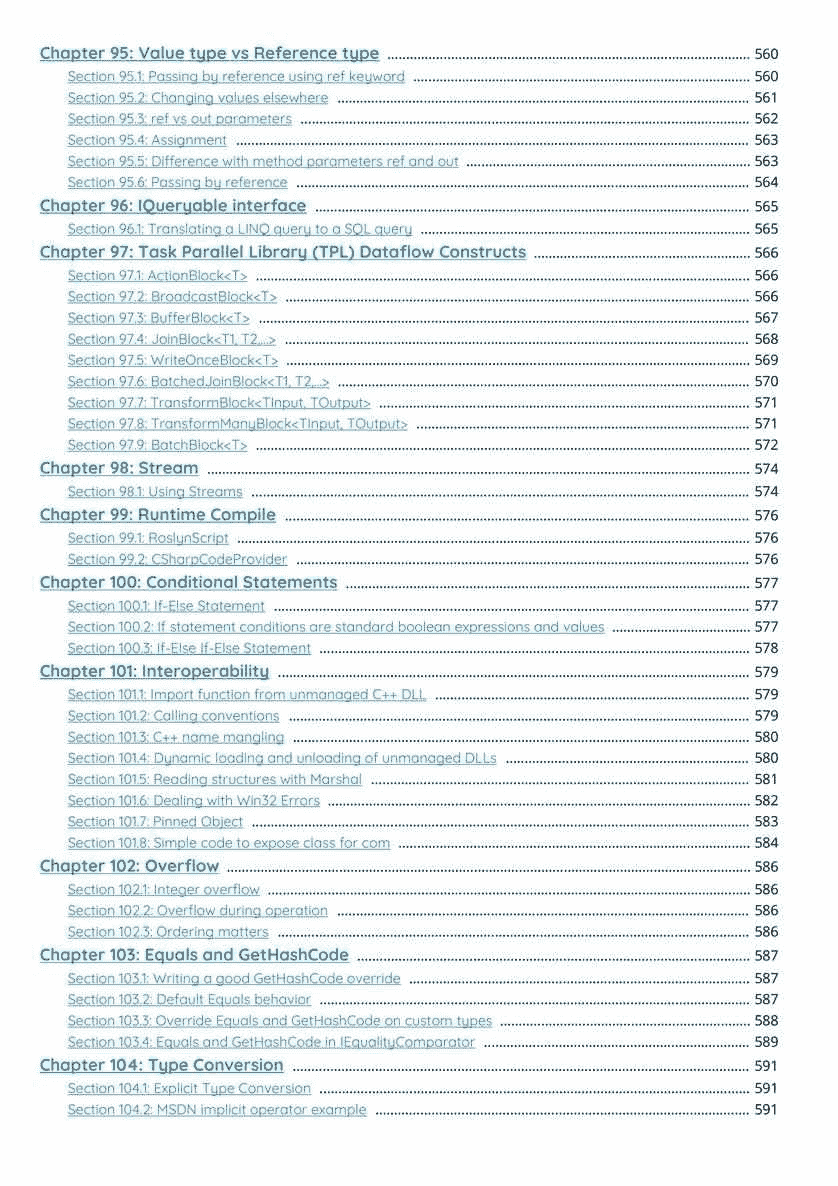 Chapter 95: Value type vs Reference type ........ 560
Section 95.1: Passing by reference using ref keyword ........ 560
Section 95.2: Changing values elsewhere ........ 561
Section 95.3: ref vs out parameters ........ 562
Section 95.4: Assignment ........ 563
Section 95.5: Difference with method parameters ref and out ........ 563
Section 95.6: Passing by reference ........ 564
Chapter 96: IQueryable interface ........ 565
Section 96.1: Translating a LINQ query to a SQL query ........ 565
Chapter 97: Task Parallel Library (TPL) Dataflow Constructs ........ 566
Section 97.1: ActionBlock<T> ........ 566
Section 97.2: BroadcastBlock<T> ........ 566
Section 97.3: BufferBlock<T> ........ 567
Section 97.4: JoinBlock<T1, T2,...> ........ 568
Section 97.5: WriteOnceBlock<T> ........ 569
Section 97.6: BatchedJoinBlock<T1, T2,...> ........ 570
Section 97.7: TransformBlock<TInput, TOutput> ........ 571
Section 97.8: TransformManyBlock<TInput, TOutput> ........ 571
Section 97.9: BatchBlock<T> ........ 572
Chapter 98: Stream ........ 574
Section 98.1: Using Streams ........ 574
Chapter 99: Runtime Compile ........ 576
Section 99.1: RoslynScript ........ 576
Section 99.2: CSharpCodeProvider ........ 576
Chapter 100: Conditional Statements ........ 577
Section 100.1: If-Else Statement ........ 577
Section 100.2: If statement conditions are standard boolean expressions and values ........ 577
Section 100.3: If-Else If-Else Statement ........ 578
Chapter 101: Interoperability ........ 579
Section 101.1: Import function from unmanaged C++ DLL ........ 579
Section 101.2: Calling conventions ........ 579
Section 101.3: C++ name mangling ........ 580
Section 101.4: Dynamic loading and unloading of unmanaged DLLs ........ 580
Section 101.5: Reading structures with Marshal ........ 581
Section 101.6: Dealing with Win32 Errors ........ 582
Section 101.7: Pinned Object ........ 583
Section 101.8: Simple code to expose class for com ........ 584
Chapter 102: Overflow ........ 586
Section 102.1: Integer overflow ........ 586
Section 102.2: Overflow during operation ........ 586
Section 102.3: Ordering matters ........ 586
Chapter 103: Equals and GetHashCode ........ 587
Section 103.1: Writing a good GetHashCode override ........ 587
Section 103.2: Default Equals behavior ........ 587
Section 103.3: Override Equals and GetHashCode on custom types ........ 588
Section 103.4: Equals and GetHashCode in IEqualityComparator ........ 589
Chapter 104: Type Conversion ........ 591
Section 104.1: Explicit Type Conversion ........ 591
Section 104.2: MSDN implicit operator example ........ 591